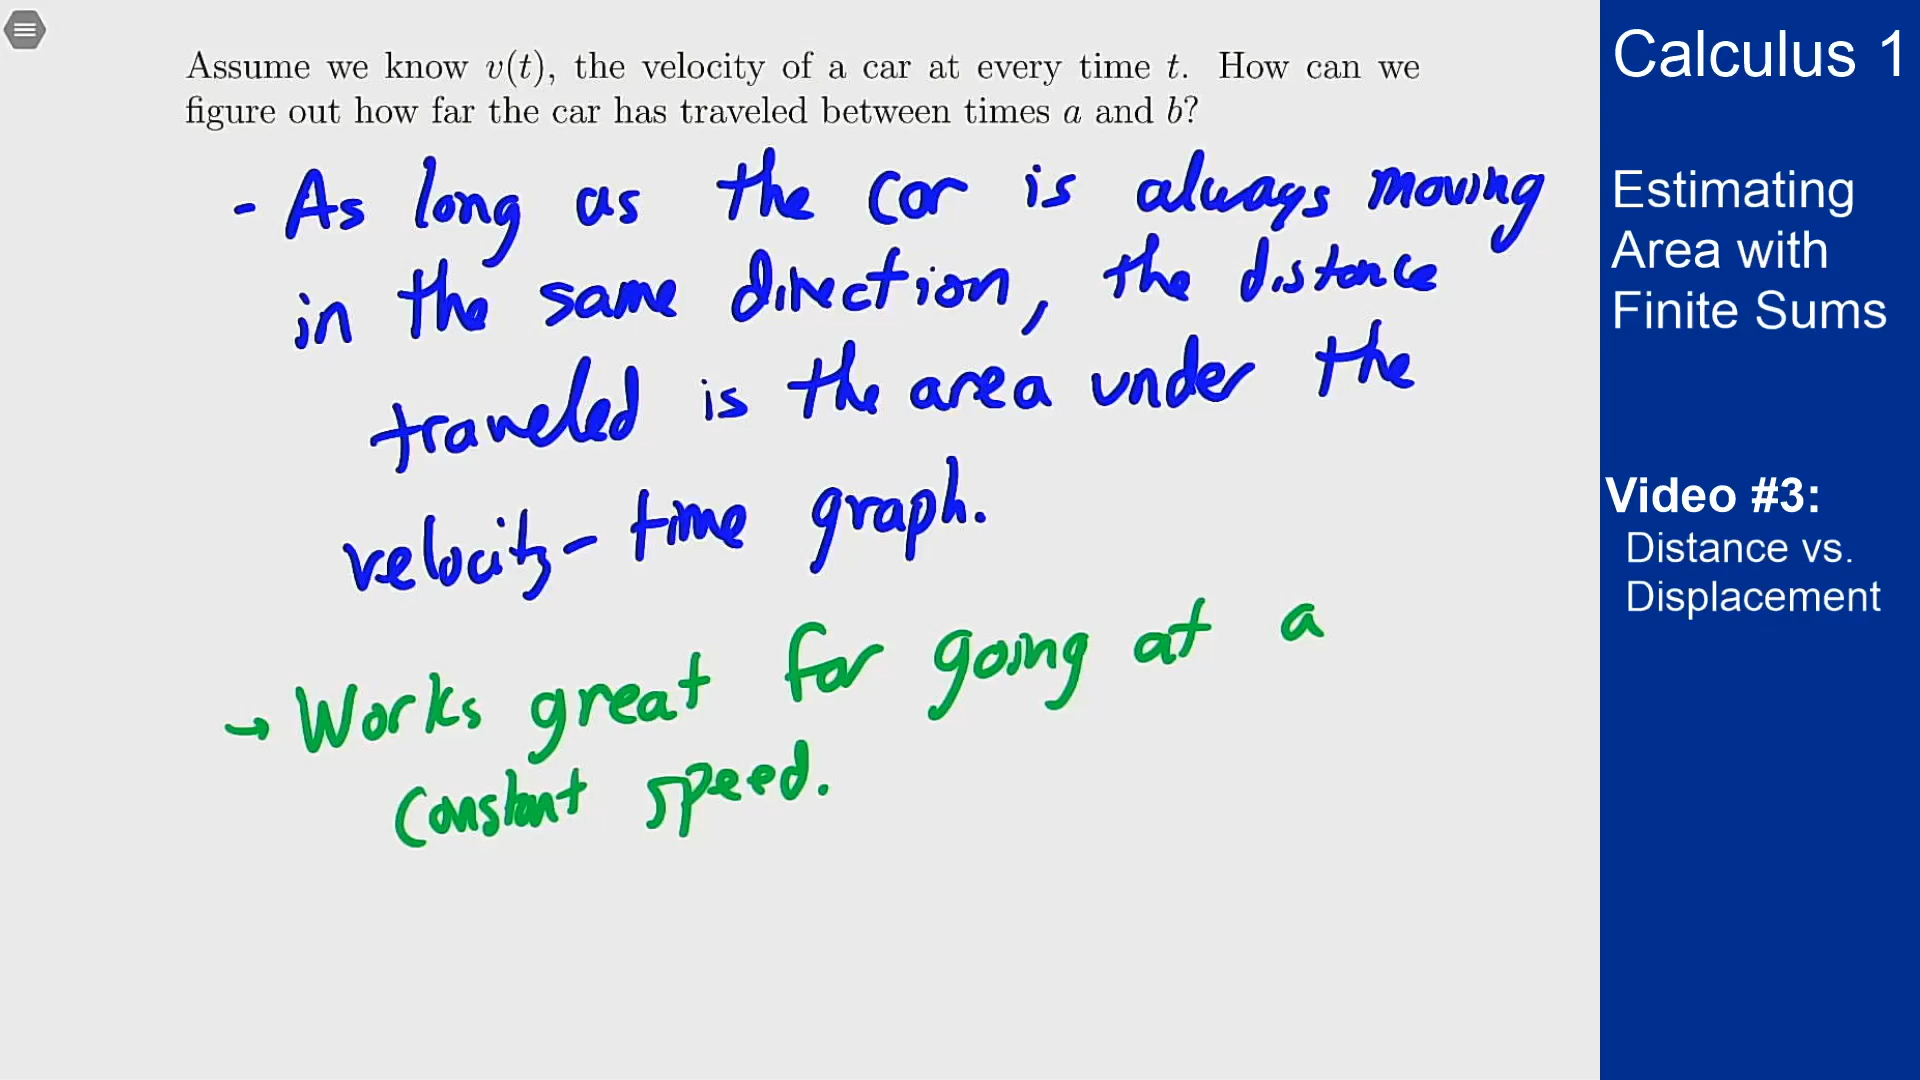 Assume we know v(t), the velocity of a car at every time t. How can we
figure out how far the car has traveled between times a and b?
- As long as the car is always moving
in the same direction, the distance
traveled is the area under the
velocity-time graph.
→ Works great for going at a
constant speed.
Calculus 1
Estimating
Area with
Finite Sums
Video #3:
Distance vs.
Displacement